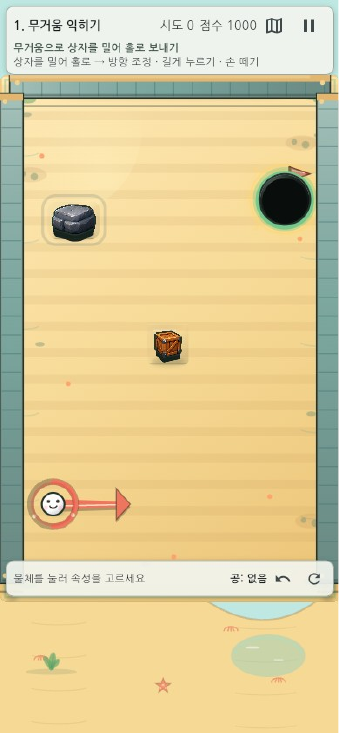 1. 무거움 익히기 시도 0 점수 1000
무거움으로 상자를 밀어 홀로 보내기
상자를 밀어 홀로 → 방향 조정 · 길게 누르기 · 손 떼기
물체를 눌러 속성을 고르세요 공: 없음